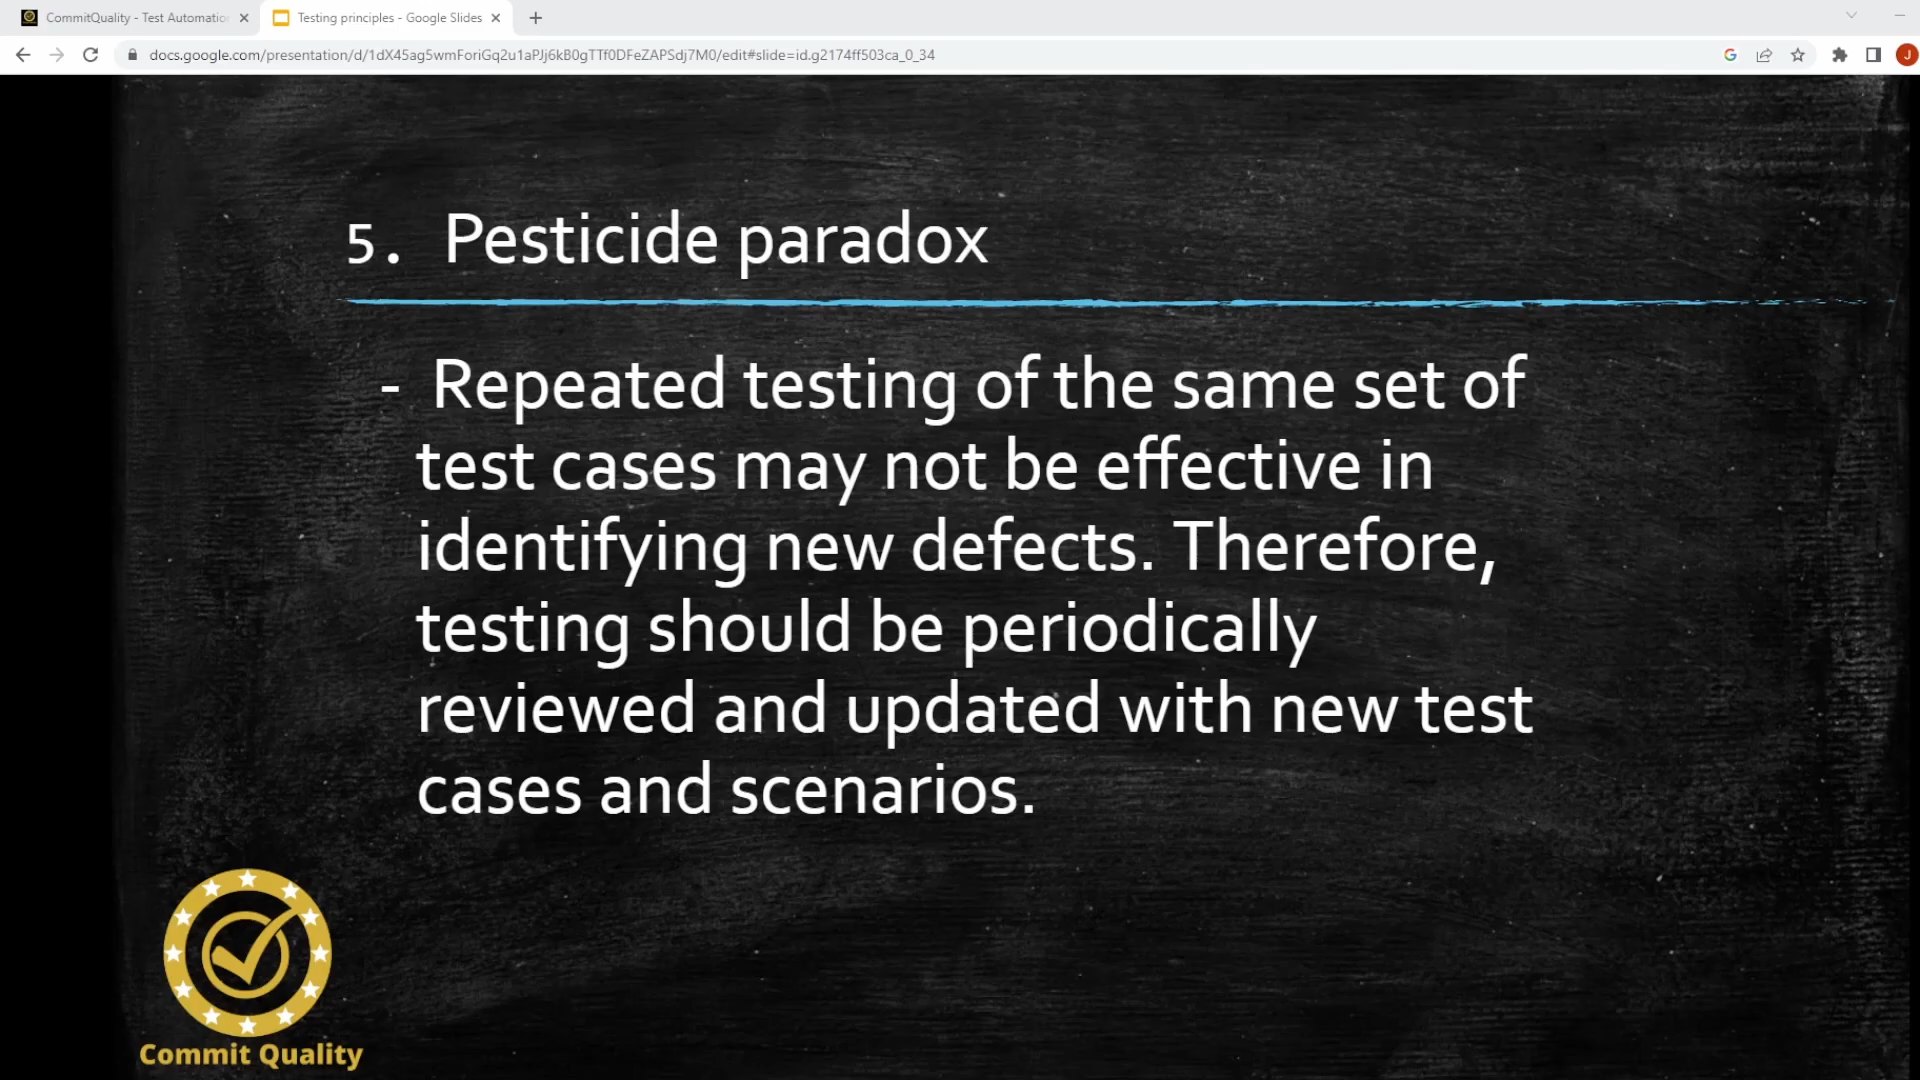 CommitQuality - Test Automatio
Testing principles - Google Slides
docs.google.com/presentation/d/1dX45ag5wmForiGq2u1aPJj6kB0gTTf0DFeZAPSdj7M0/edit#slide=id.g2174ff503ca_0_34
J
5. Pesticide paradox
- Repeated testing of the same set of
test cases may not be effective in
identifying new defects. Therefore,
testing should be periodically
reviewed and updated with new test
cases and scenarios.
Commit Quality